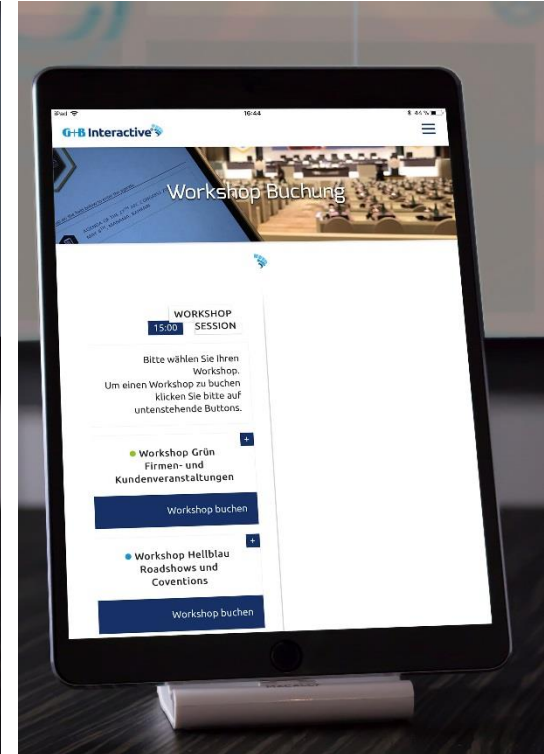 iPad 16:44 44 %
G+B Interactive
Workshop Buchung
WORKSHOP
15:00 SESSION
Bitte wählen Sie Ihren
Workshop.
Um einen Workshop zu buchen
klicken Sie bitte auf
untenstehende Buttons.
+
Workshop Grün
Firmen- und
Kundenveranstaltungen
Workshop buchen
+
Workshop Hellblau
Roadshows und
Coventions
Workshop buchen